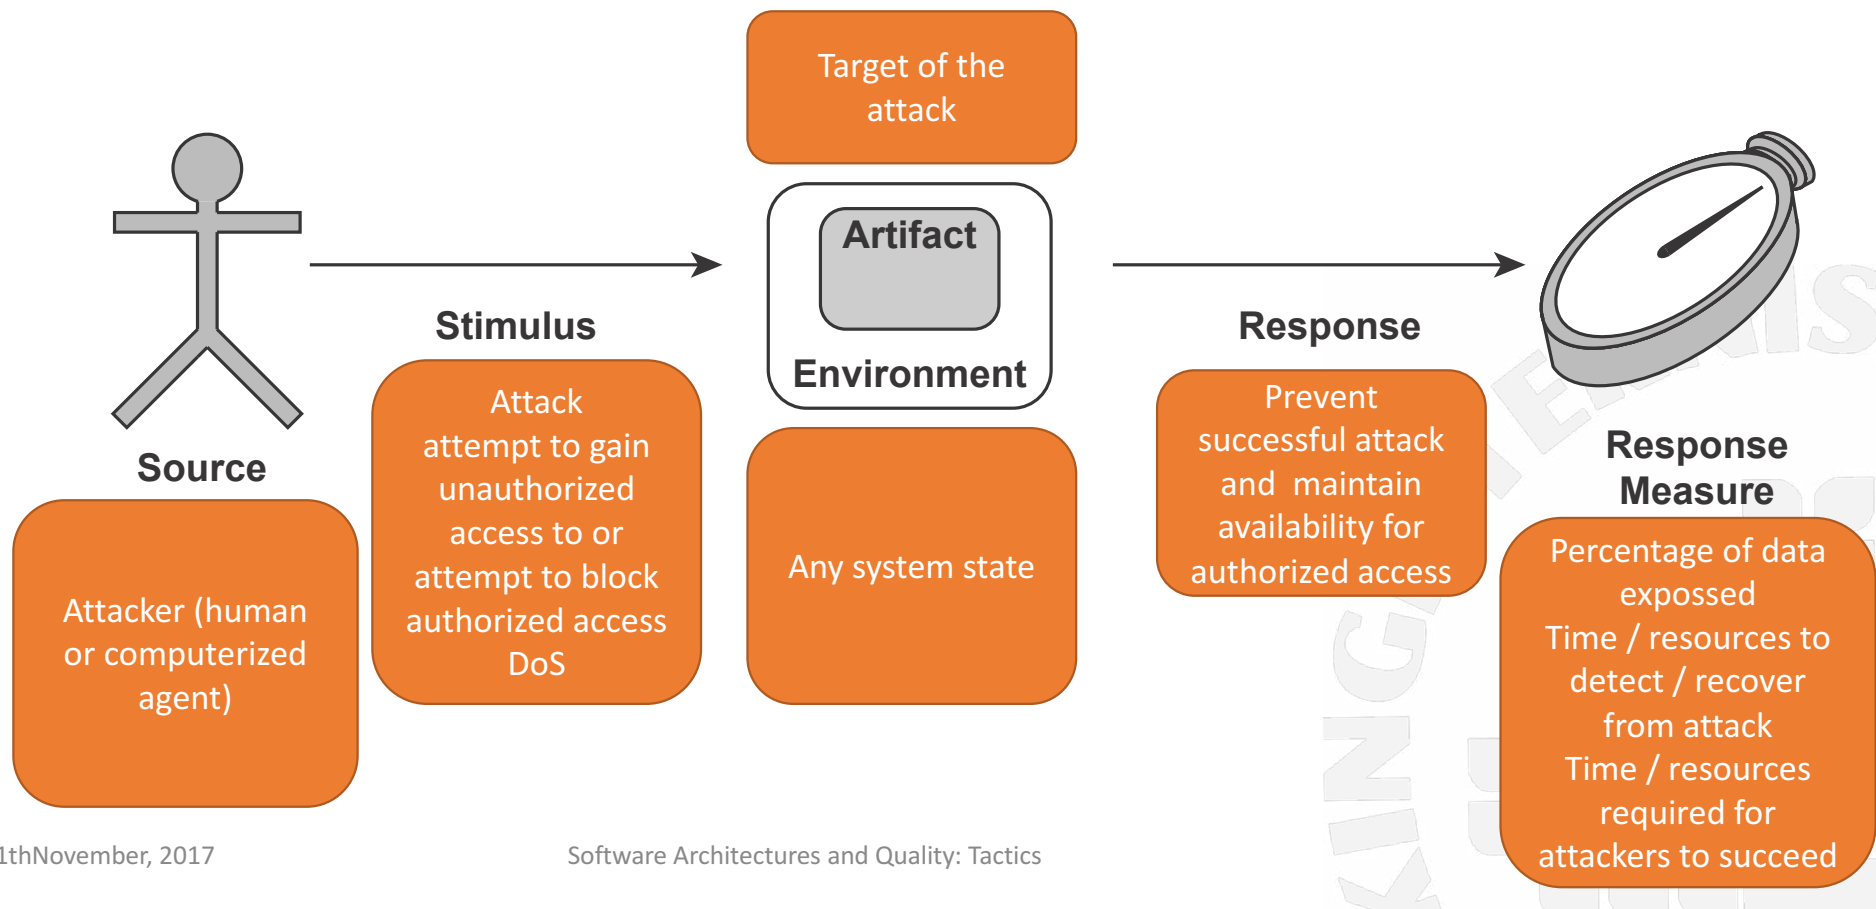 Target of the
attack
Artifact
Environment
Any system state
Source
Attacker (human
or computerized
agent)
Stimulus
Attack
attempt to gain
unauthorized
access to or
attempt to block
authorized access
DoS
Response
Prevent
successful attack
and maintain
availability for
authorized access
Response
Measure
Percentage of data
expossed
Time / resources to
detect / recover
from attack
Time / resources
required for
attackers to succeed
1thNovember, 2017
Software Architectures and Quality: Tactics